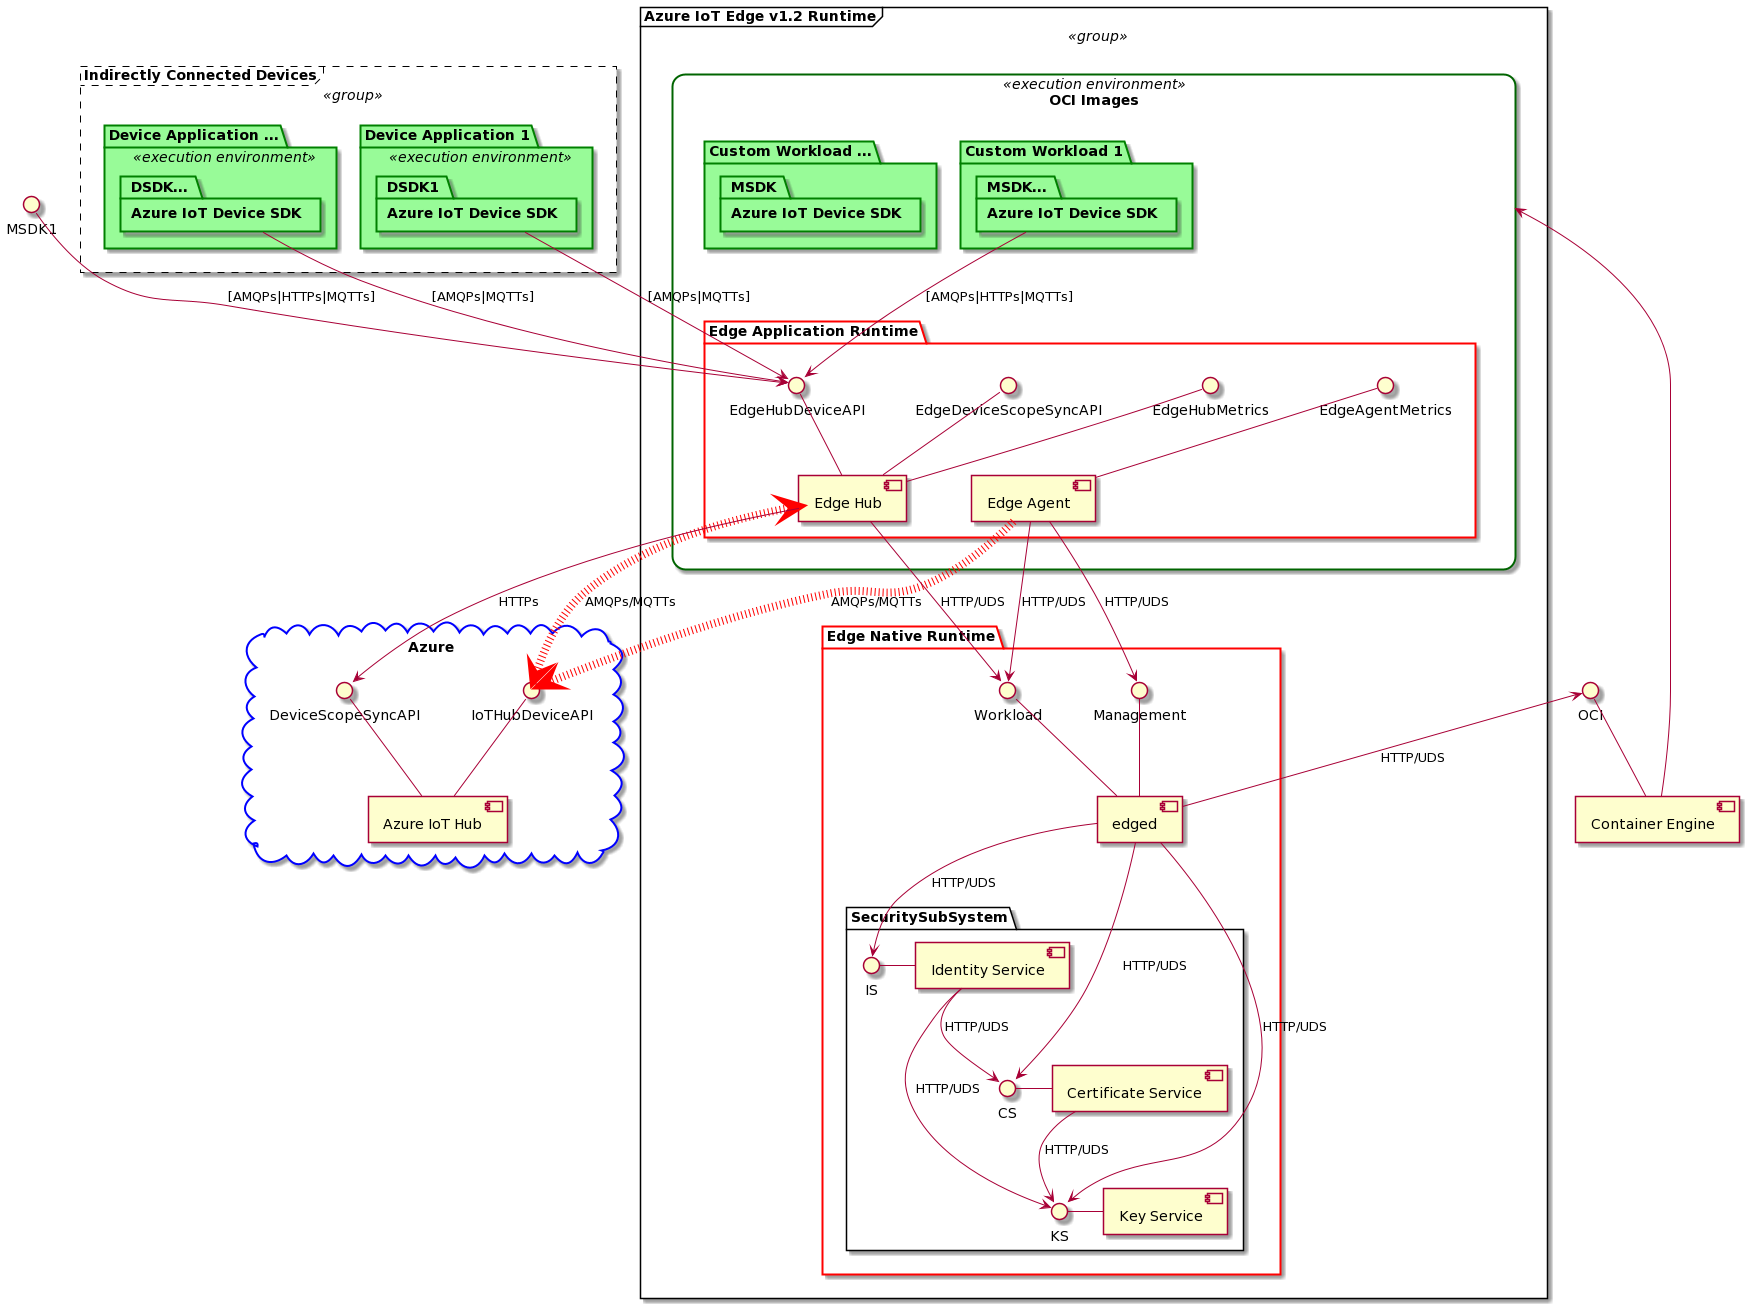 Azure IoT Edge v1.2 Runtime
«group»
Indirectly Connected Devices
«group»
«execution environment»
OCI Images
Device Application ...
«execution environment»
DSDK...
Azure IoT Device SDK
Device Application 1
«execution environment»
DSDK1
Azure IoT Device SDK
Custom Workload ...
MSDK
Azure IoT Device SDK
Custom Workload 1
MSDK...
Azure IoT Device SDK
MSDK1
[AMQPs|HTTPs|MQTTs]
[AMQPs|MQTTs]
[AMQPs|MQTTs]
[AMQPs|HTTPs|MQTTs]
Edge Application Runtime
EdgeHubDeviceAPI
EdgeDeviceScopeSyncAPI
EdgeHubMetrics
EdgeAgentMetrics
Edge Hub
Edge Agent
HTTPs
AMQPs/MQTTs
AMQPs/MQTTs
HTTP/UDS
HTTP/UDS
HTTP/UDS
Azure
DeviceScopeSyncAPI
IoTHubDeviceAPI
Azure IoT Hub
Edge Native Runtime
Workload
Management
OCI
HTTP/UDS
edged
Container Engine
HTTP/UDS
SecuritySubSystem
Identity Service
IS
HTTP/UDS
HTTP/UDS
HTTP/UDS
HTTP/UDS
Certificate Service
CS
HTTP/UDS
Key Service
KS